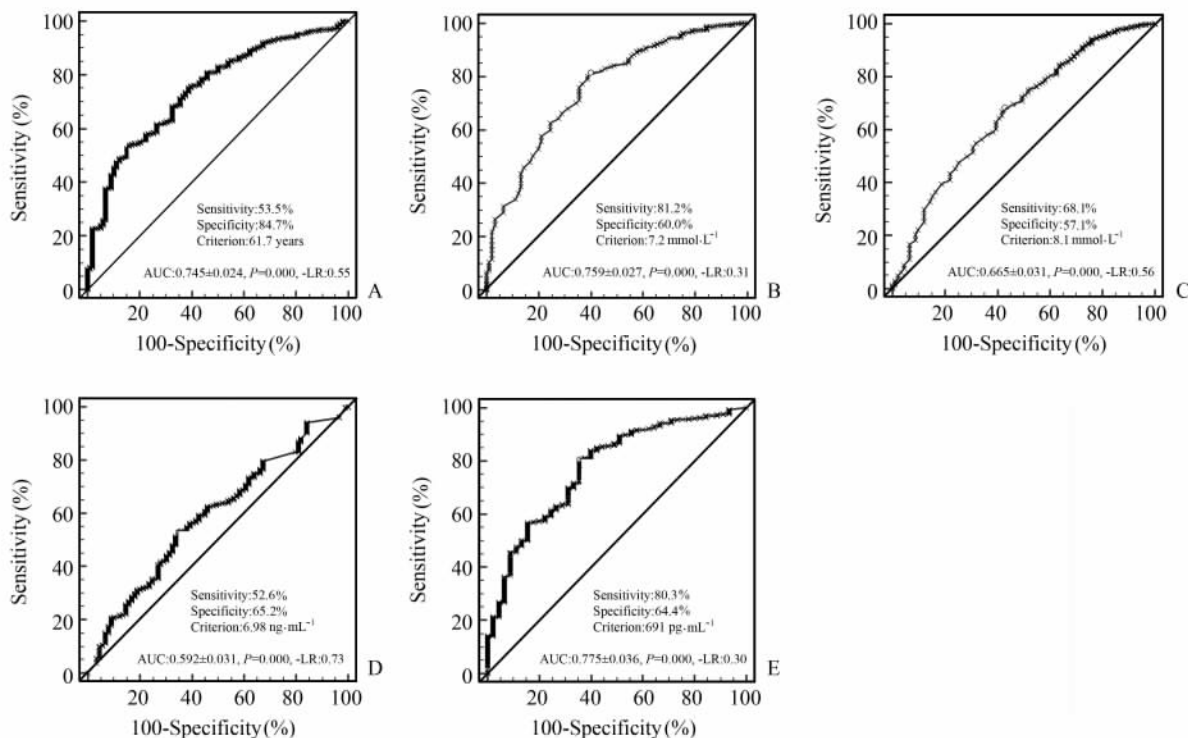 100
80
60
40
20
0
Sensitivity (%)
Sensitivity:53.5%
Specificity:84.7%
Criterion:61.7 years
AUC:0.745±0.024, P=0.000, -LR:0.55
A
20 40 60 80 100
100-Specificity (%)
100
80
60
40
20
0
Sensitivity (%)
Sensitivity:81.2%
Specificity:60.0%
Criterion:7.2 mmol·L⁻¹
AUC:0.759±0.027, P=0.000, -LR:0.31
B
20 40 60 80 100
100-Specificity (%)
100
80
60
40
20
0
Sensitivity (%)
Sensitivity:68.1%
Specificity:57.1%
Criterion:8.1 mmol·L⁻¹
AUC:0.665±0.031, P=0.000, -LR:0.56
C
20 40 60 80 100
100-Specificity (%)
100
80
60
40
20
0
Sensitivity (%)
Sensitivity:52.6%
Specificity:65.2%
Criterion:6.98 ng·mL⁻¹
AUC:0.592±0.031, P=0.000, -LR:0.73
D
20 40 60 80 100
100-Specificity (%)
100
80
60
40
20
0
Sensitivity (%)
Sensitivity:80.3%
Specificity:64.4%
Criterion:691 pg·mL⁻¹
AUC:0.775±0.036, P=0.000, -LR:0.30
E
20 40 60 80 100
100-Specificity (%)